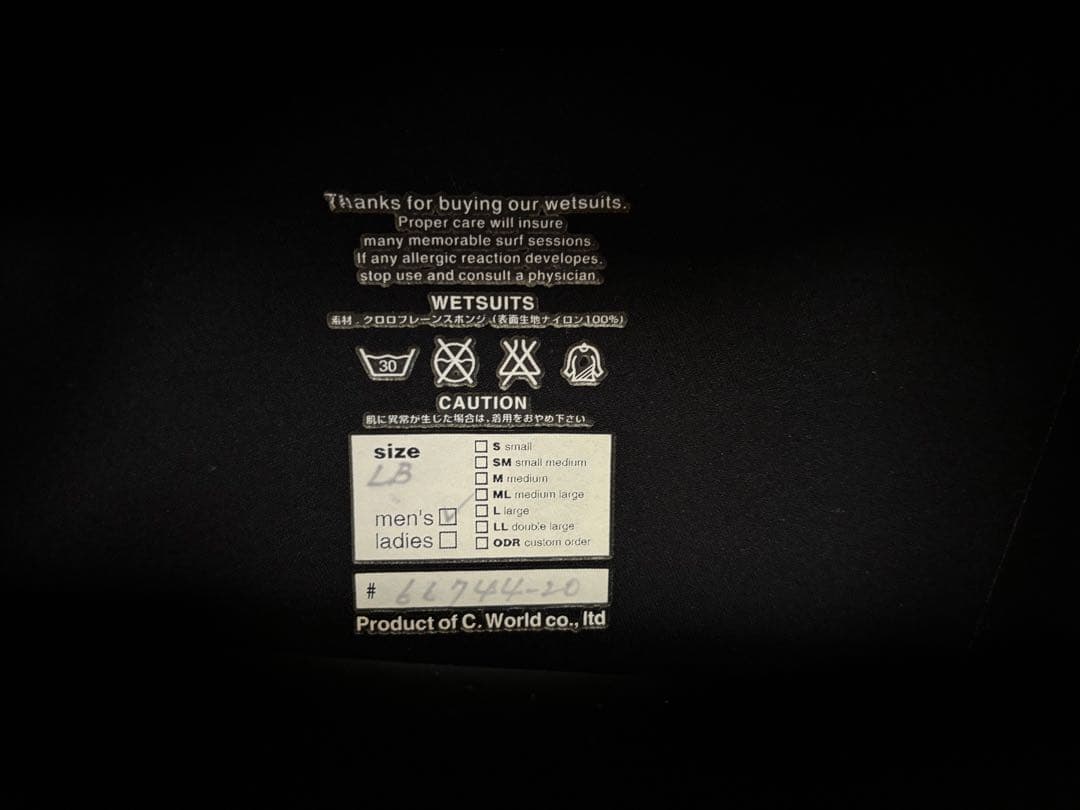 Thanks for buying our wetsuits.
Proper care will insure
many memorable surf sessions.
If any allergic reaction developes.
stop use and consult a physician.
WETSUITS
素材．クロロプレーンスポンジ（表面生地ナイロン100%）
30
CAUTION
肌に異常が生じた場合は、着用をおやめ下さい
size
LB
men's
ladies
S small
SM small medium
M medium
ML medium large
L large
LL double large
ODR custom order
#
Product of C. World co., ltd